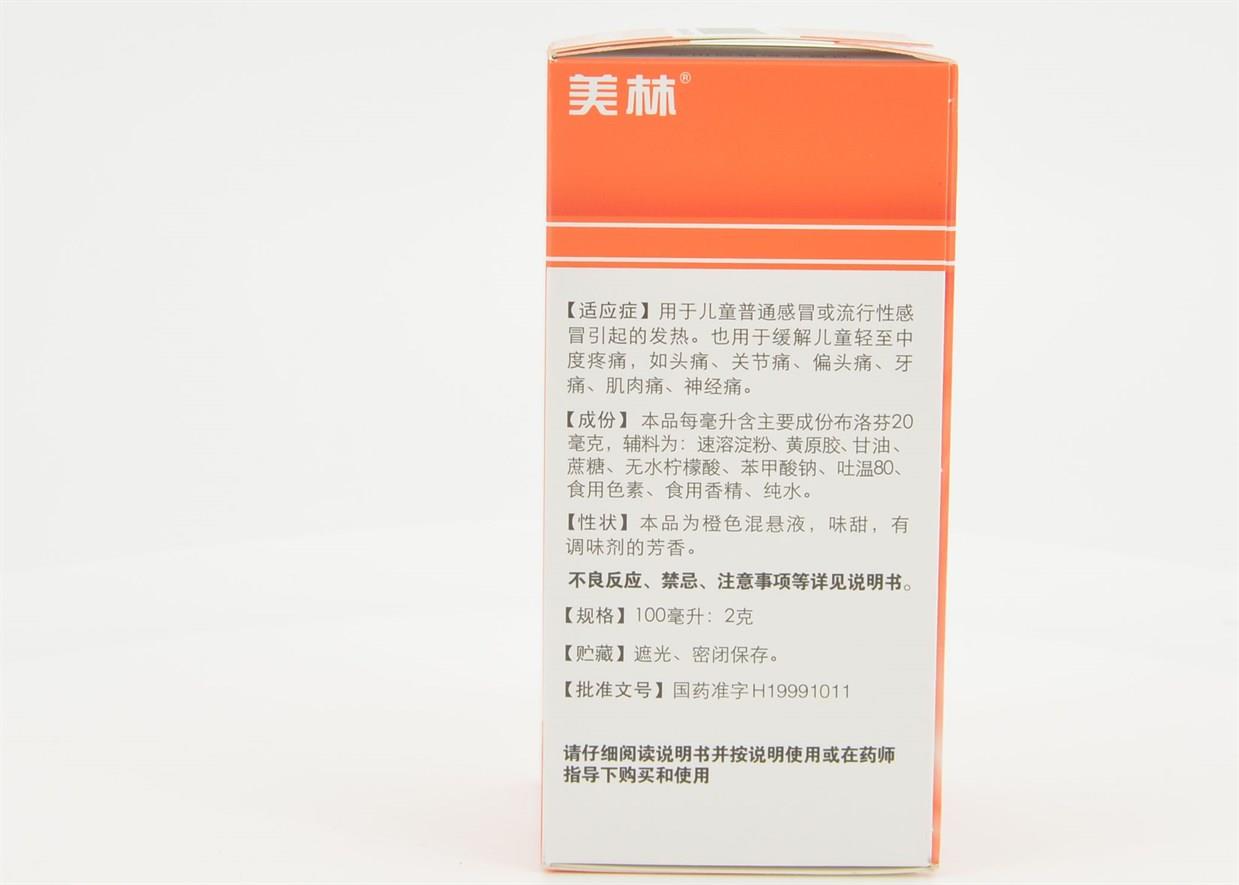 美林®
【适应症】用于儿童普通感冒或流行性感
冒引起的发热。也用于缓解儿童轻至中
度疼痛，如头痛、关节痛、偏头痛、牙
痛、肌肉痛、神经痛。
【成份】本品每毫升含主要成份布洛芬20
毫克，辅料为：速溶淀粉、黄原胶、甘油、
蔗糖、无水柠檬酸、苯甲酸钠、吐温80、
食用色素、食用香精、纯水。
【性状】本品为橙色混悬液，味甜，有
调味剂的芳香。
不良反应、禁忌、注意事项等详见说明书。
【规格】100毫升：2克
【贮藏】遮光、密闭保存。
【批准文号】国药准字H19991011
请仔细阅读说明书并按说明使用或在药师
指导下购买和使用